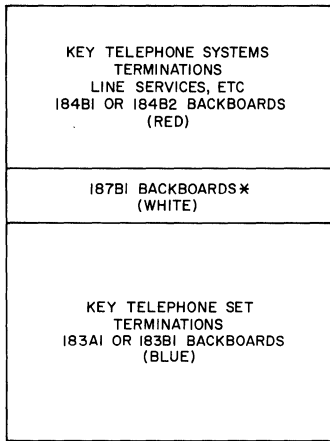 KEY TELEPHONE SYSTEMS
TERMINATIONS
LINE SERVICES, ETC
184B1 OR 184B2 BACKBOARDS
(RED)
187B1 BACKBOARDS*
(WHITE)
KEY TELEPHONE SET
TERMINATIONS
183A1 OR 183B1 BACKBOARDS
(BLUE)